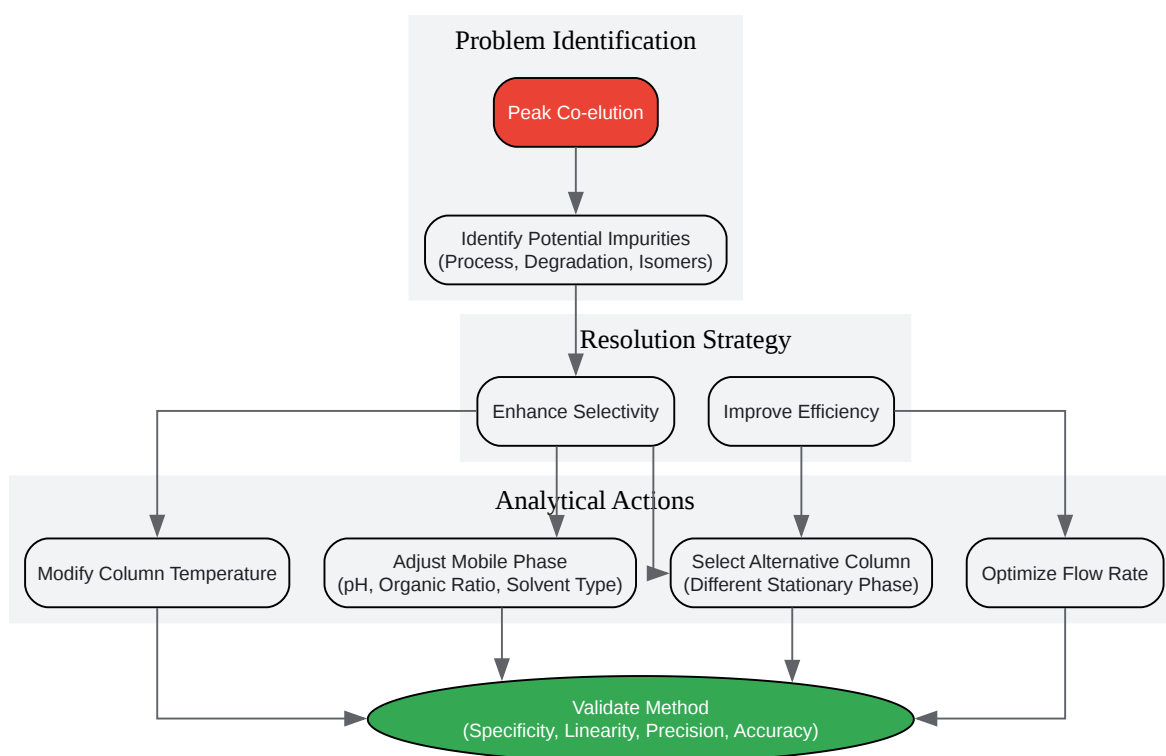 Problem Identification
Peak Co-elution
Identify Potential Impurities
(Process, Degradation, Isomers)
Resolution Strategy
Enhance Selectivity
Improve Efficiency
Analytical Actions
Modify Column Temperature
Adjust Mobile Phase
(pH, Organic Ratio, Solvent Type)
Select Alternative Column
(Different Stationary Phase)
Optimize Flow Rate
Validate Method
(Specificity, Linearity, Precision, Accuracy)